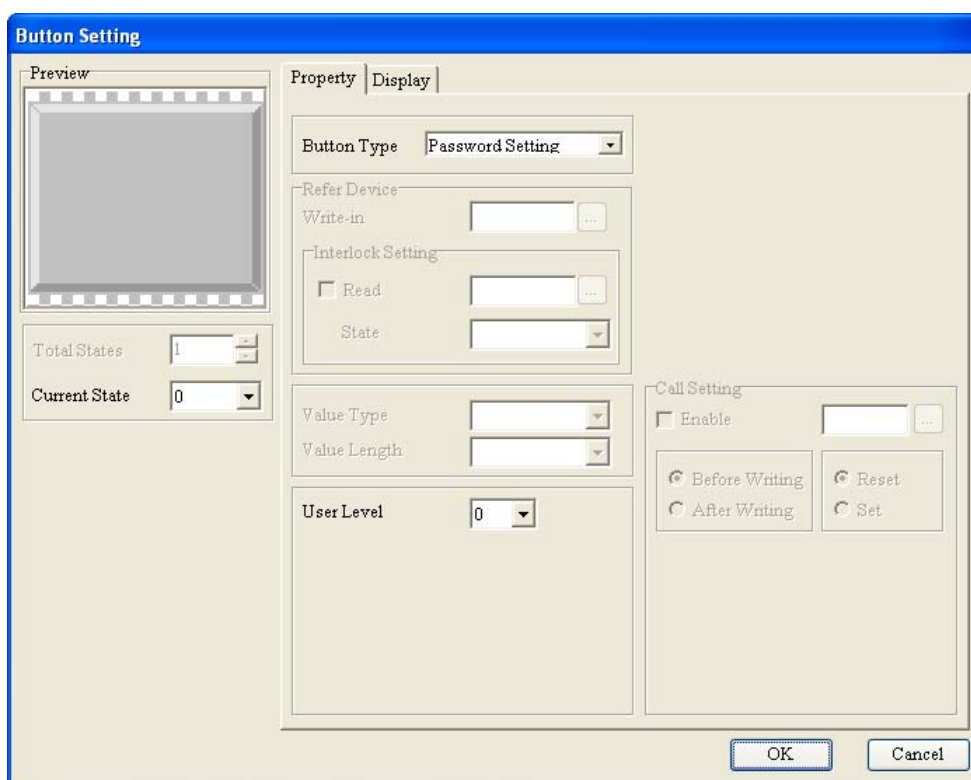 Button Setting
Preview
Total States 1
Current State 0
Property Display
Button Type Password Setting
Refer Device
Write-in ...
Interlock Setting
Read ...
State
Value Type
Value Length
User Level 0
Call Setting
Enable ...
Before Writing Reset
After Writing Set
OK Cancel